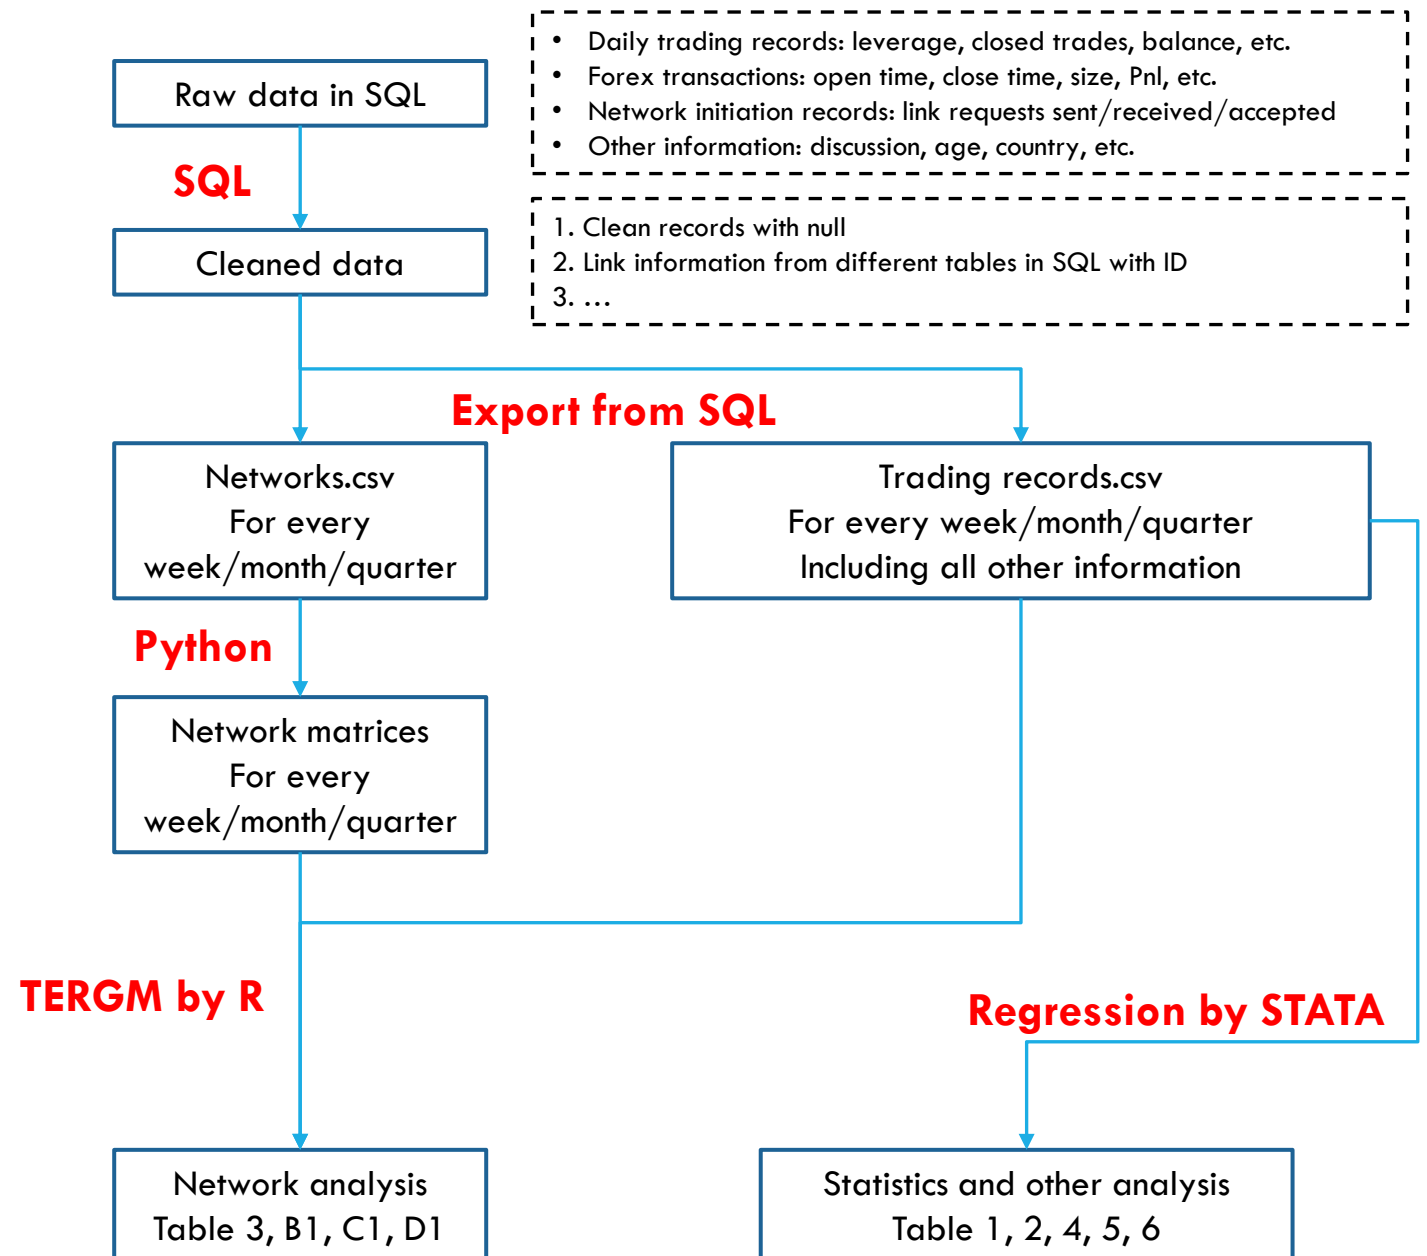 Raw data in SQL
• Daily trading records: leverage, closed trades, balance, etc.
• Forex transactions: open time, close time, size, Pnl, etc.
• Network initiation records: link requests sent/received/accepted
• Other information: discussion, age, country, etc.
SQL
Cleaned data
1. Clean records with null
2. Link information from different tables in SQL with ID
3. …
Export from SQL
Networks.csv
For every
week/month/quarter
Trading records.csv
For every week/month/quarter
Including all other information
Python
Network matrices
For every
week/month/quarter
TERGM by R
Regression by STATA
Network analysis
Table 3, B1, C1, D1
Statistics and other analysis
Table 1, 2, 4, 5, 6